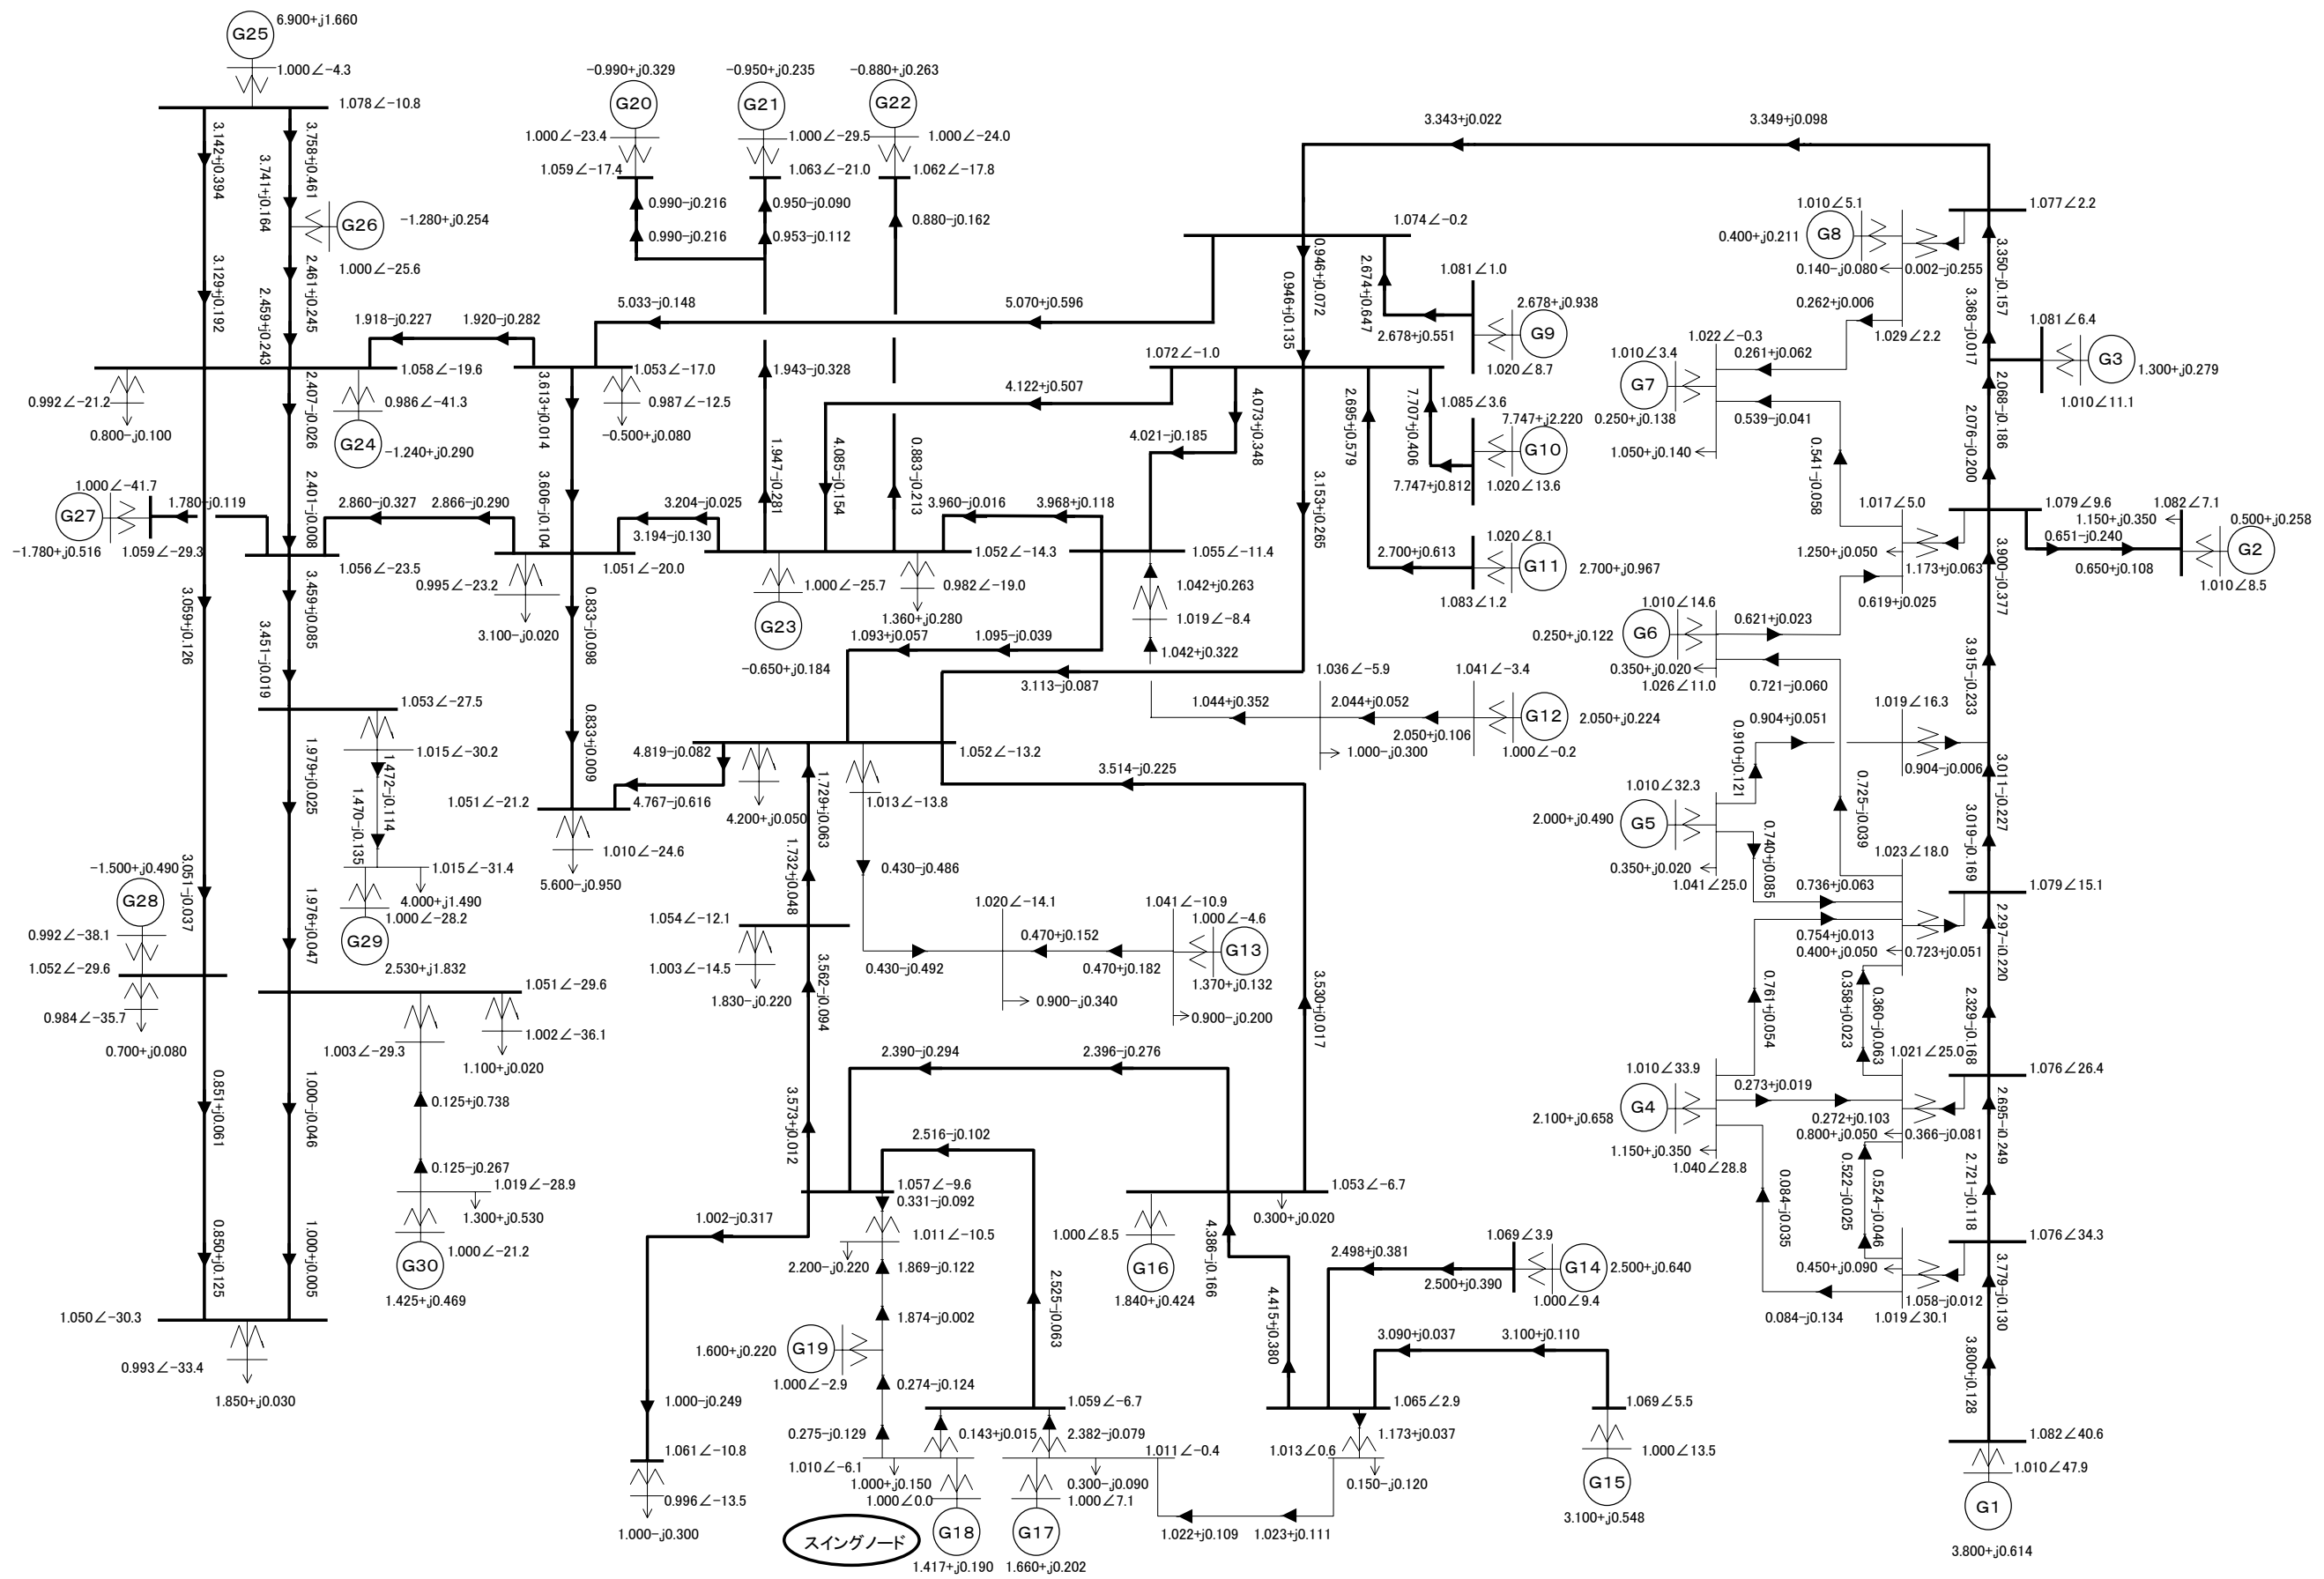 G25
6.900+j1.660
1.000∠−4.3
1.078∠−10.8
3.142+j0.394
3.758+j0.461
3.741+j0.164
G26
−1.280+j0.254
1.000∠−25.6
3.129+j0.192
2.461+j0.245
2.459+j0.243
−0.990+j0.329
G20
1.000∠−23.4
1.059∠−17.4
−0.950+j0.235
G21
1.000∠−29.5
1.063∠−21.0
−0.880+j0.263
G22
1.000∠−24.0
1.062∠−17.8
0.990−j0.216
0.990−j0.216
0.950−j0.090
0.953−j0.112
0.880−j0.162
3.343+j0.022
3.349+j0.098
1.074∠−0.2
1.077∠2.2
1.010∠5.1
G8
0.400+j0.211
0.140−j0.080
0.002−j0.255
0.262+j0.006
1.029∠2.2
3.350−j0.157
3.368−j0.017
1.081∠6.4
G3
1.300+j0.279
1.010∠11.1
5.033−j0.148
5.070+j0.596
0.946+j0.072
0.946+j0.135
2.674+j0.647
1.081∠1.0
2.678+j0.938
G9
2.678+j0.551
1.020∠8.7
1.918−j0.227
1.920−j0.282
1.058∠−19.6
1.053∠−17.0
1.072∠−1.0
1.022∠−0.3
1.010∠3.4
0.261+j0.062
G7
0.250+j0.138
0.539−j0.041
1.050+j0.140
0.541−j0.058
2.068−j0.186
2.076−j0.200
0.992∠−21.2
0.800−j0.100
2.407−j0.026
0.986∠−41.3
G24
−1.240+j0.290
3.613+j0.014
0.987∠−12.5
−0.500+j0.080
1.943−j0.328
4.122+j0.507
4.073+j0.348
4.021−j0.185
2.695+j0.579
7.707+j0.406
1.085∠3.6
7.747+j2.220
G10
7.747+j0.812
1.020∠13.6
1.947−j0.281
4.085−j0.154
0.883−j0.213
3.153+j0.265
1.000∠−41.7
G27
−1.780+j0.516
1.780−j0.119
1.059∠−29.3
2.401−j0.008
2.860−j0.327
2.866−j0.290
3.606−j0.104
3.204−j0.025
3.194−j0.130
3.960−j0.016
3.968+j0.118
1.056∠−23.5
1.051∠−20.0
1.052∠−14.3
1.055∠−11.4
0.995∠−23.2
3.100−j0.020
1.000∠−25.7
G23
−0.650+j0.184
0.982∠−19.0
1.360+j0.280
1.042+j0.263
1.019∠−8.4
1.042+j0.322
1.020∠8.1
G11
2.700+j0.967
2.700+j0.613
1.083∠1.2
1.017∠5.0
1.250+j0.050
1.173+j0.063
0.619+j0.025
1.079∠9.6
1.082∠7.1
1.150+j0.350
0.500+j0.258
G2
0.651−j0.240
0.650+j0.108
1.010∠8.5
3.900−j0.377
1.010∠14.6
G6
0.250+j0.122
0.621+j0.023
0.350+j0.020
1.026∠11.0
0.721−j0.060
3.059+j0.126
3.459+j0.085
3.451−j0.019
0.833−j0.098
0.833+j0.009
1.093+j0.057
1.095−j0.039
3.113−j0.087
1.036∠−5.9
1.041∠−3.4
1.044+j0.352
2.044+j0.052
G12
2.050+j0.224
2.050+j0.106
1.000∠−0.2
1.000−j0.300
3.915−j0.233
1.019∠16.3
0.904+j0.051
0.910+j0.121
0.904−j0.006
3.011−j0.227
3.019−j0.169
1.053∠−27.5
1.015∠−30.2
1.472−j0.114
1.470−j0.135
1.015∠−31.4
4.000+j1.490
1.000∠−28.2
G29
2.530+j1.832
1.979+j0.025
1.976+j0.047
4.819−j0.082
4.767−j0.616
1.051∠−21.2
1.010∠−24.6
5.600−j0.950
4.200+j0.050
1.052∠−13.2
1.013∠−13.8
1.729+j0.063
1.732+j0.048
0.430−j0.486
3.514−j0.225
1.010∠32.3
G5
2.000+j0.490
0.350+j0.020
1.041∠25.0
0.740+j0.085
0.725−j0.039
1.023∠18.0
0.736+j0.063
0.754+j0.013
0.400+j0.050
0.723+j0.051
1.079∠15.1
2.297−j0.220
2.329−j0.168
−1.500+j0.490
G28
0.992∠−38.1
1.052∠−29.6
3.051−j0.037
0.984∠−35.7
0.700+j0.080
1.054∠−12.1
1.003∠−14.5
1.830−j0.220
1.020∠−14.1
1.041∠−10.9
1.000∠−4.6
G13
1.370+j0.132
0.430−j0.492
0.470+j0.152
0.470+j0.182
0.900−j0.340
0.900−j0.200
3.562−j0.094
3.573+j0.012
3.530+j0.017
0.761+j0.054
0.358+j0.023
0.360−j0.063
1.051∠−29.6
1.002∠−36.1
1.100+j0.020
1.003∠−29.3
0.125+j0.738
0.125−j0.267
1.019∠−28.9
1.300+j0.530
1.000∠−21.2
G30
1.425+j0.469
0.851+j0.061
0.850+j0.125
1.000−j0.046
1.000+j0.005
1.050∠−30.3
0.993∠−33.4
1.850+j0.030
2.390−j0.294
2.396−j0.276
2.516−j0.102
1.057∠−9.6
0.331−j0.092
1.011∠−10.5
2.200−j0.220
1.869−j0.122
1.874−j0.002
G19
1.600+j0.220
1.000∠−2.9
0.274−j0.124
0.275−j0.129
1.010∠−6.1
2.525−j0.063
1.002−j0.317
1.000−j0.249
1.061∠−10.8
0.996∠−13.5
1.000−j0.300
1.053∠−6.7
0.300+j0.020
1.000∠8.5
G16
1.840+j0.424
4.386−j0.166
4.415+j0.380
1.069∠3.9
2.498+j0.381
G14
2.500+j0.640
2.500+j0.390
1.000∠9.4
3.090+j0.037
3.100+j0.110
1.065∠2.9
1.069∠5.5
1.173+j0.037
1.013∠0.6
0.150−j0.120
1.000∠13.5
G15
3.100+j0.548
1.059∠−6.7
0.143+j0.015
2.382−j0.079
1.011∠−0.4
1.000+j0.150
1.000∠0.0
0.300−j0.090
1.000∠7.1
スイングノード
G18
1.417+j0.190
G17
1.660+j0.202
1.022+j0.109
1.023+j0.111
1.010∠33.9
G4
2.100+j0.658
1.150+j0.350
1.040∠28.8
0.273+j0.019
0.272+j0.103
1.021∠25.0
0.800+j0.050
0.366−j0.081
1.076∠26.4
2.695−j0.249
2.721−j0.118
0.522−j0.025
0.524−j0.046
0.084−j0.035
1.076∠34.3
0.450+j0.090
1.058−j0.012
0.084−j0.134
1.019∠30.1
3.779−j0.130
3.800+j0.128
1.082∠40.6
1.010∠47.9
G1
3.800+j0.614